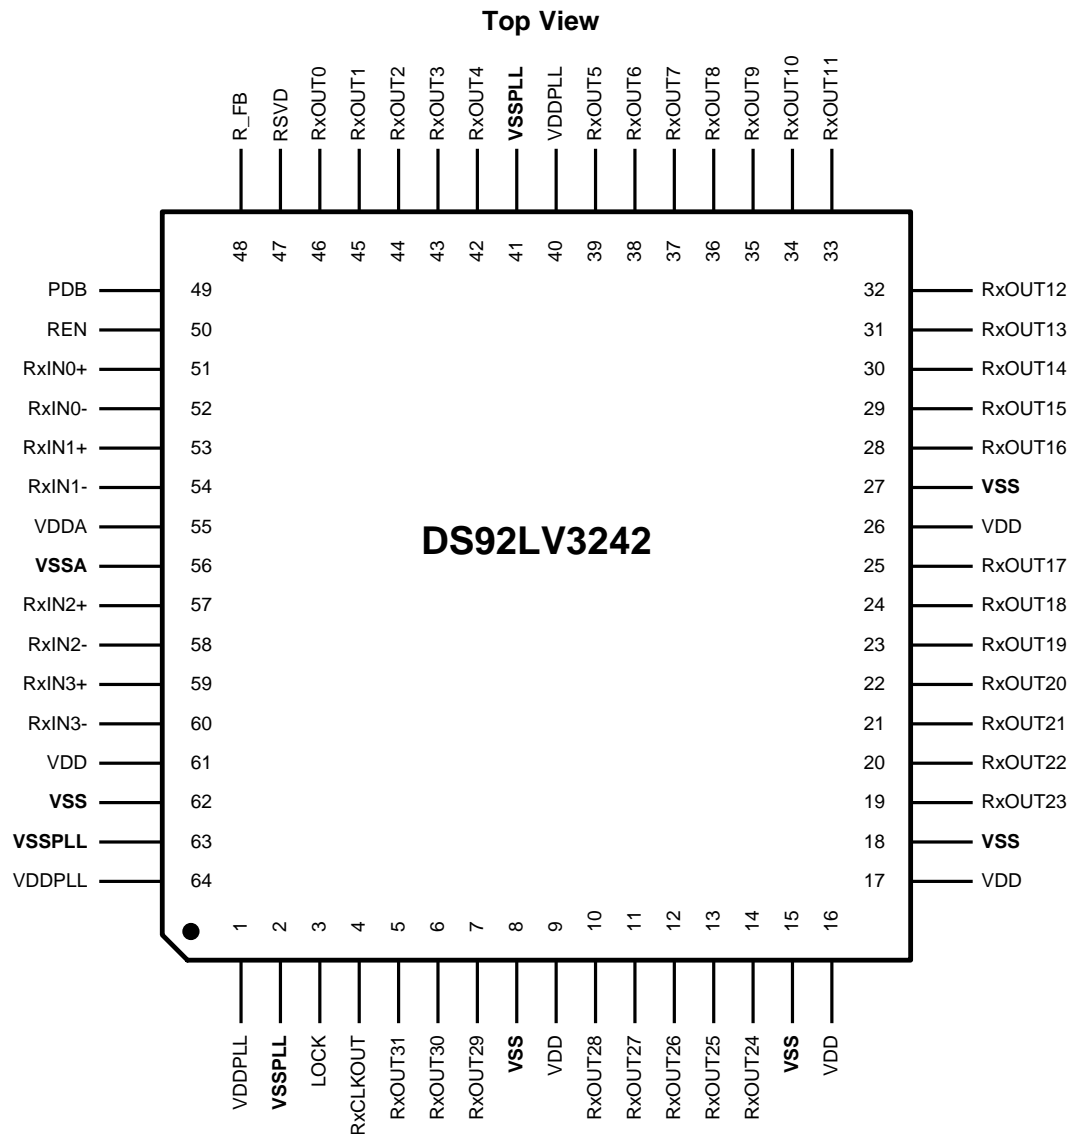 Top View
R_FB
RSVD
RxOUT0
RxOUT1
RxOUT2
RxOUT3
RxOUT4
VSSPLL
VDDPLL
RxOUT5
RxOUT6
RxOUT7
RxOUT8
RxOUT9
RxOUT10
RxOUT11
48
47
46
45
44
43
42
41
40
39
38
37
36
35
34
33
PDB 49
REN 50
RxIN0+ 51
RxIN0- 52
RxIN1+ 53
RxIN1- 54
VDDA 55
VSSA 56
RxIN2+ 57
RxIN2- 58
RxIN3+ 59
RxIN3- 60
VDD 61
VSS 62
VSSPLL 63
VDDPLL 64
DS92LV3242
32 RxOUT12
31 RxOUT13
30 RxOUT14
29 RxOUT15
28 RxOUT16
27 VSS
26 VDD
25 RxOUT17
24 RxOUT18
23 RxOUT19
22 RxOUT20
21 RxOUT21
20 RxOUT22
19 RxOUT23
18 VSS
17 VDD
1
2
3
4
5
6
7
8
9
10
11
12
13
14
15
16
VDDPLL
VSSPLL
LOCK
RxCLKOUT
RxOUT31
RxOUT30
RxOUT29
VSS
VDD
RxOUT28
RxOUT27
RxOUT26
RxOUT25
RxOUT24
VSS
VDD